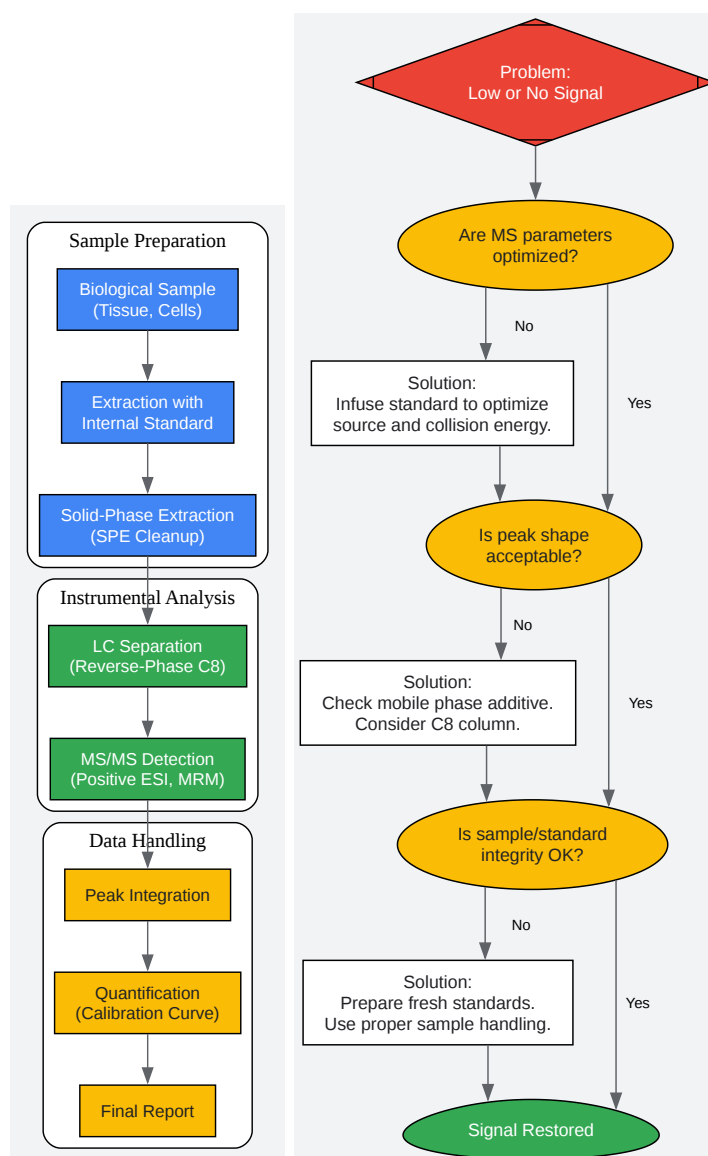 Sample Preparation
Biological Sample
(Tissue, Cells)
Extraction with
Internal Standard
Solid-Phase Extraction
(SPE Cleanup)
Instrumental Analysis
LC Separation
(Reverse-Phase C8)
MS/MS Detection
(Positive ESI, MRM)
Data Handling
Peak Integration
Quantification
(Calibration Curve)
Final Report
Problem:
Low or No Signal
Are MS parameters
optimized?
No
Yes
Solution:
Infuse standard to optimize
source and collision energy.
Is peak shape
acceptable?
No
Yes
Solution:
Check mobile phase additive.
Consider C8 column.
Is sample/standard
integrity OK?
No
Yes
Solution:
Prepare fresh standards.
Use proper sample handling.
Signal Restored